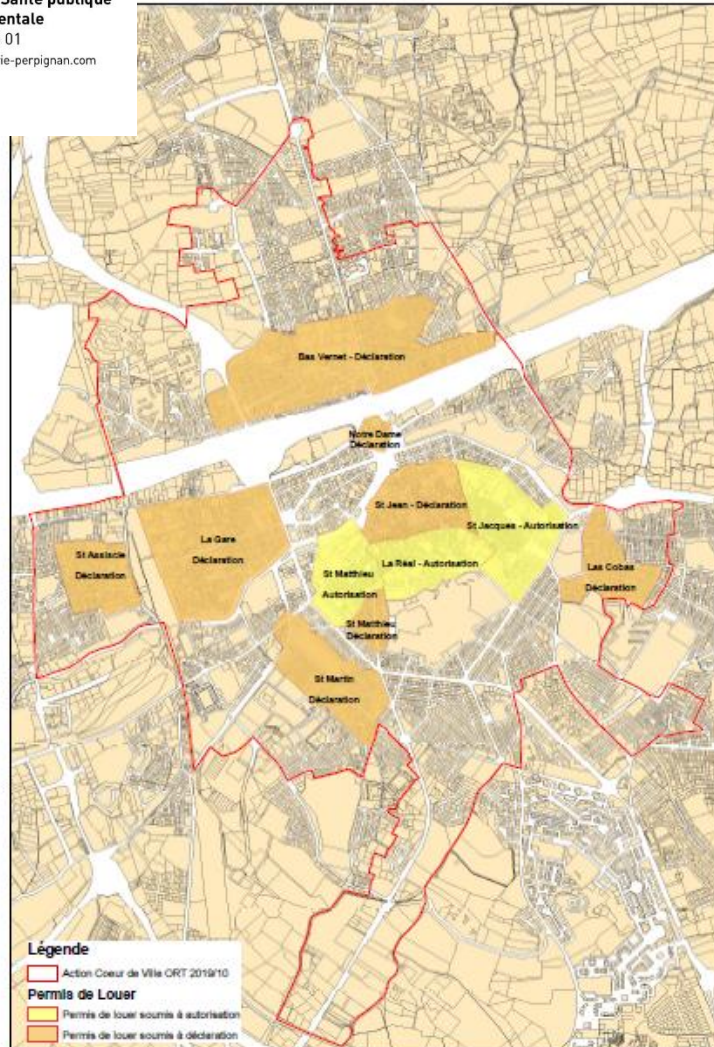 Santé publique
entale
01
ie-perpignan.com
Bas Vernet - Déclaration
Notre Dame
Déclaration
St Jean - Déclaration
St Jacques - Autorisation
La Gare
Déclaration
St Assiscle
Déclaration
La Réal - Autorisation
St Matthieu
Autorisation
Las Cobas
Déclaration
St Matthieu
Déclaration
St Martin
Déclaration
Légende
Action Coeur de Ville ORT 2019/10
Permis de Louer
Permis de louer soumis à autorisation
Permis de louer soumis à déclaration